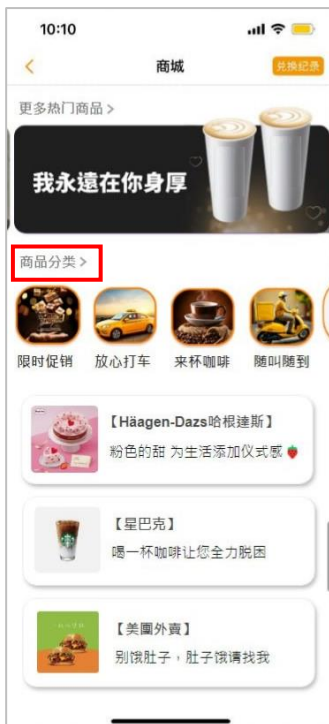 10:10
商城
兑换纪录
更多热门商品 >
我永遠在你身厚
商品分类 >
限时促销 放心打车 来杯咖啡 随叫随到
【Häagen-Dazs哈根達斯】
粉色的甜 为生活添加仪式感
【星巴克】
喝一杯咖啡让您全力脱困
【美團外賣】
别饿肚子，肚子饿请找我